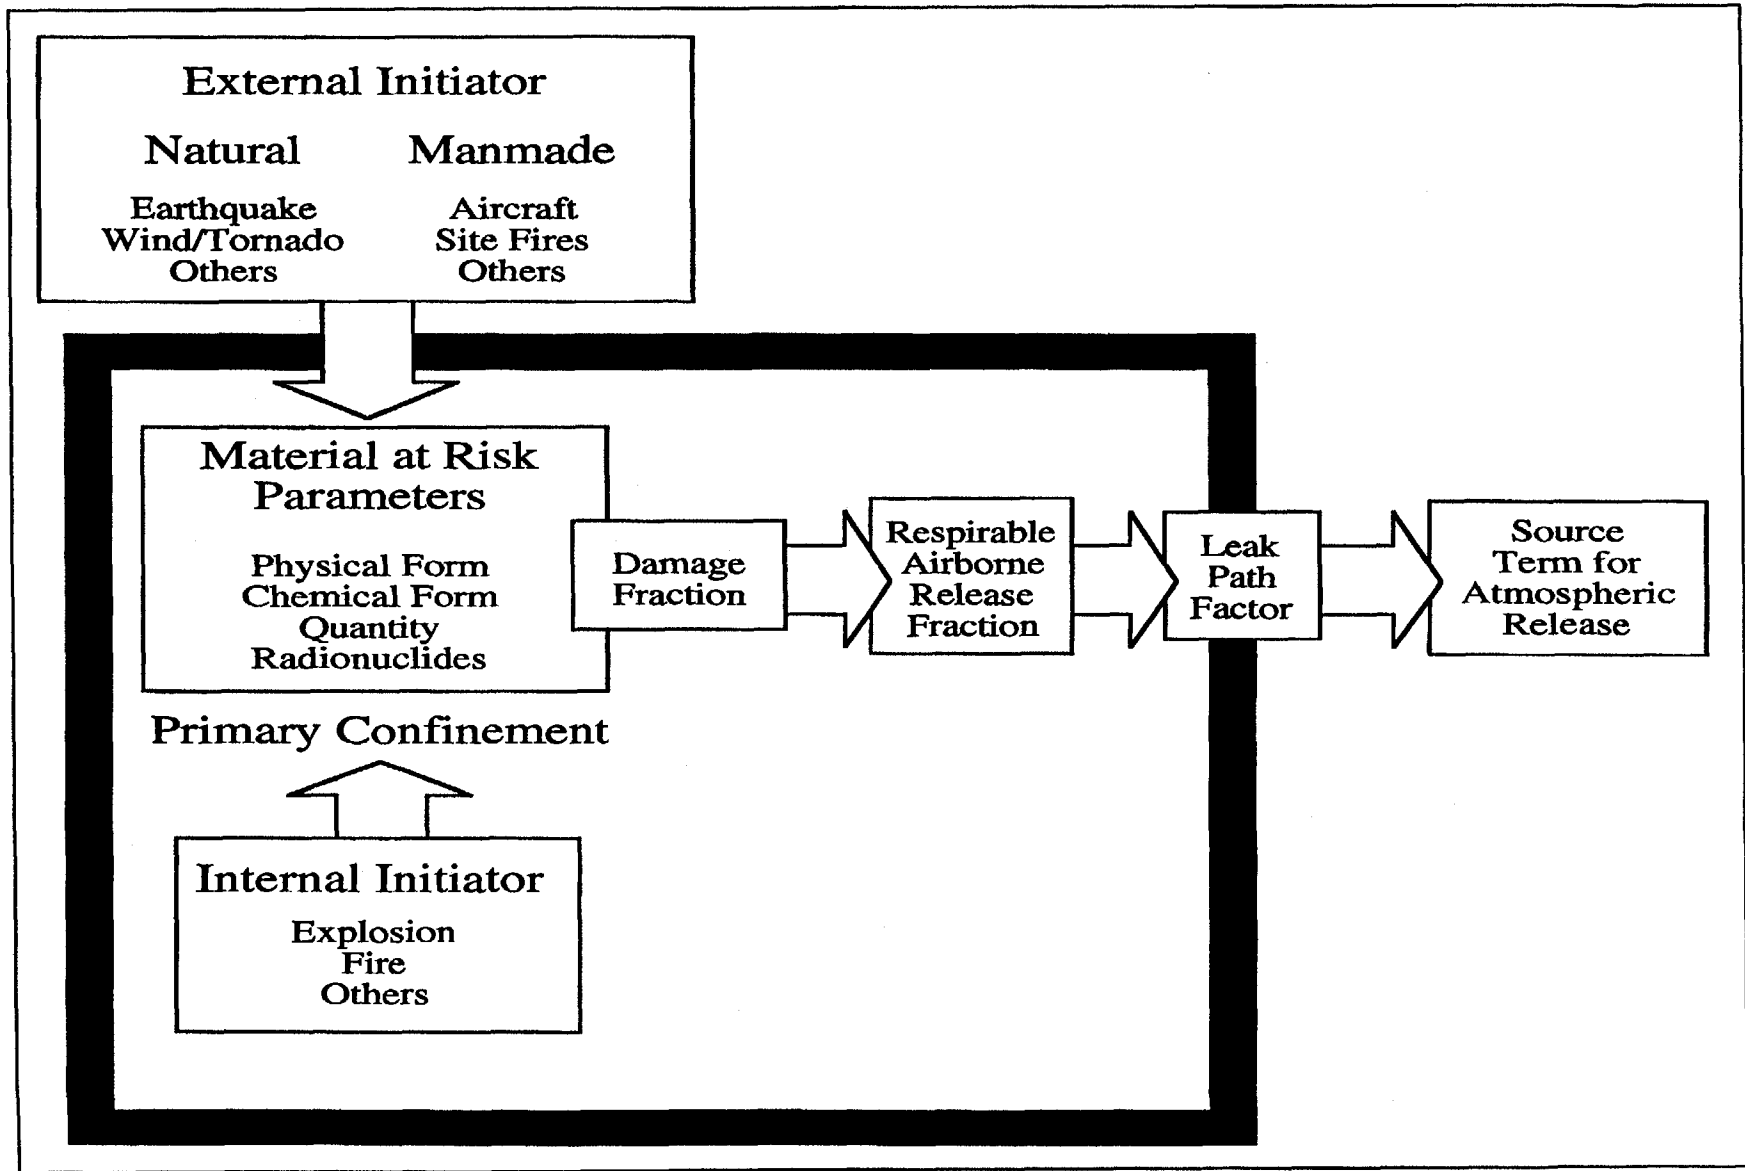 External Initiator
Natural
Manmade
Earthquake
Wind/Tornado
Others
Aircraft
Site Fires
Others
Material at Risk
Parameters
Physical Form
Chemical Form
Quantity
Radionuclides
Damage
Fraction
Respirable
Airborne
Release
Fraction
Leak
Path
Factor
Source
Term for
Atmospheric
Release
Primary Confinement
Internal Initiator
Explosion
Fire
Others